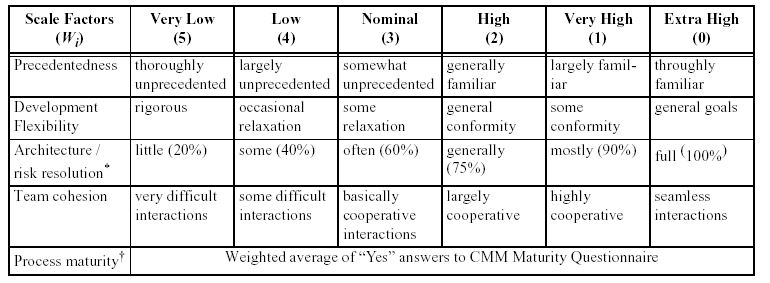 Scale Factors Very Low Low Nominal High Very High Extra High
(Wi) (5) (4) (3) (2) (1) (0)
Precedentedness thoroughly largely somewhat generally largely famil- throughly
unprecedented unprecedented unprecedented familiar iar familiar
Development rigorous occasional some general some general goals
Flexibility relaxation relaxation conformity conformity
Architecture / little (20%) some (40%) often (60%) generally mostly (90%) full (100%)
risk resolution* (75%)
Team cohesion very difficult some difficult basically largely highly seamless
interactions interactions cooperative cooperative cooperative interactions
interactions
Process maturity† Weighted average of “Yes” answers to CMM Maturity Questionnaire